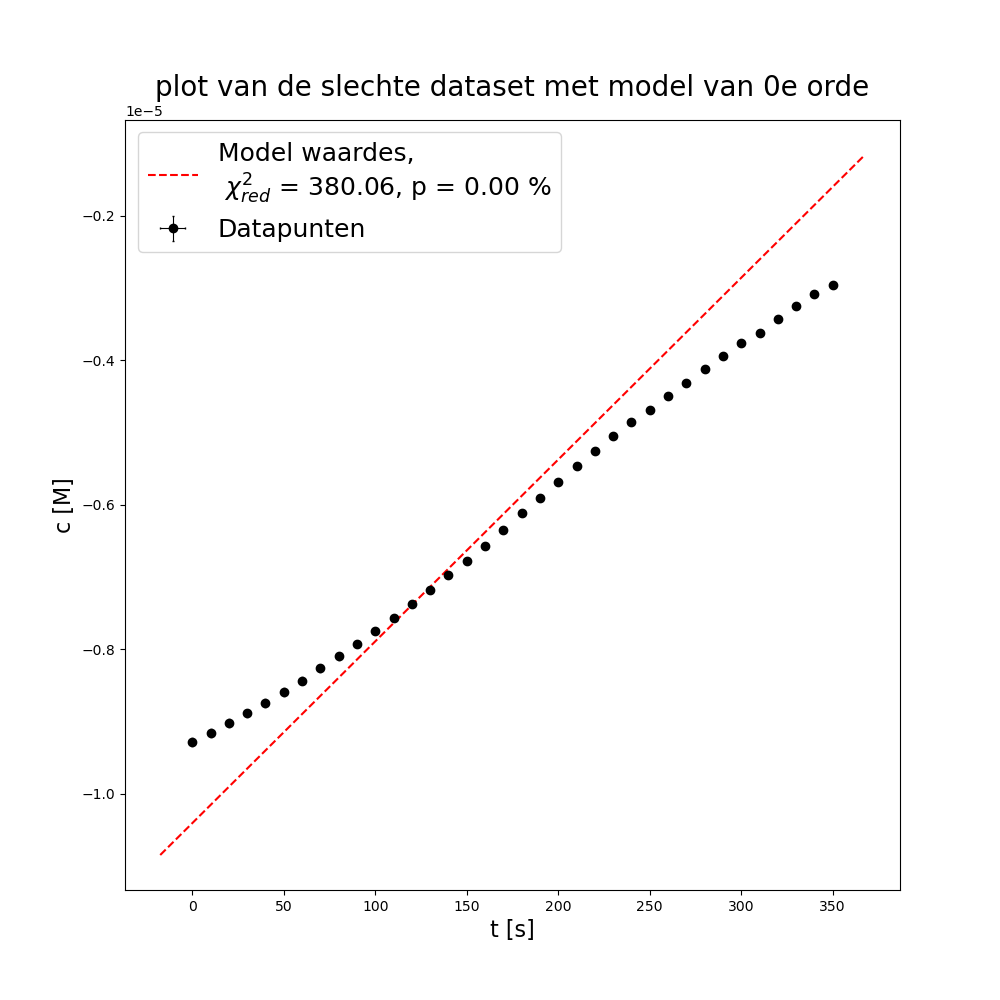 plot van de slechte dataset met model van 0e orde
1e−5
Model waardes,
χ²red = 380.06, p = 0.00 %
Datapunten
−0.2
−0.4
−0.6
−0.8
−1.0
c [M]
0 50 100 150 200 250 300 350
t [s]